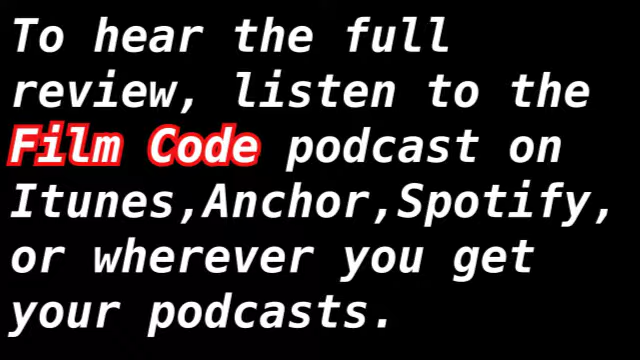 To hear the full
review, listen to the
Film Code podcast on
Itunes,Anchor,Spotify,
or wherever you get
your podcasts.